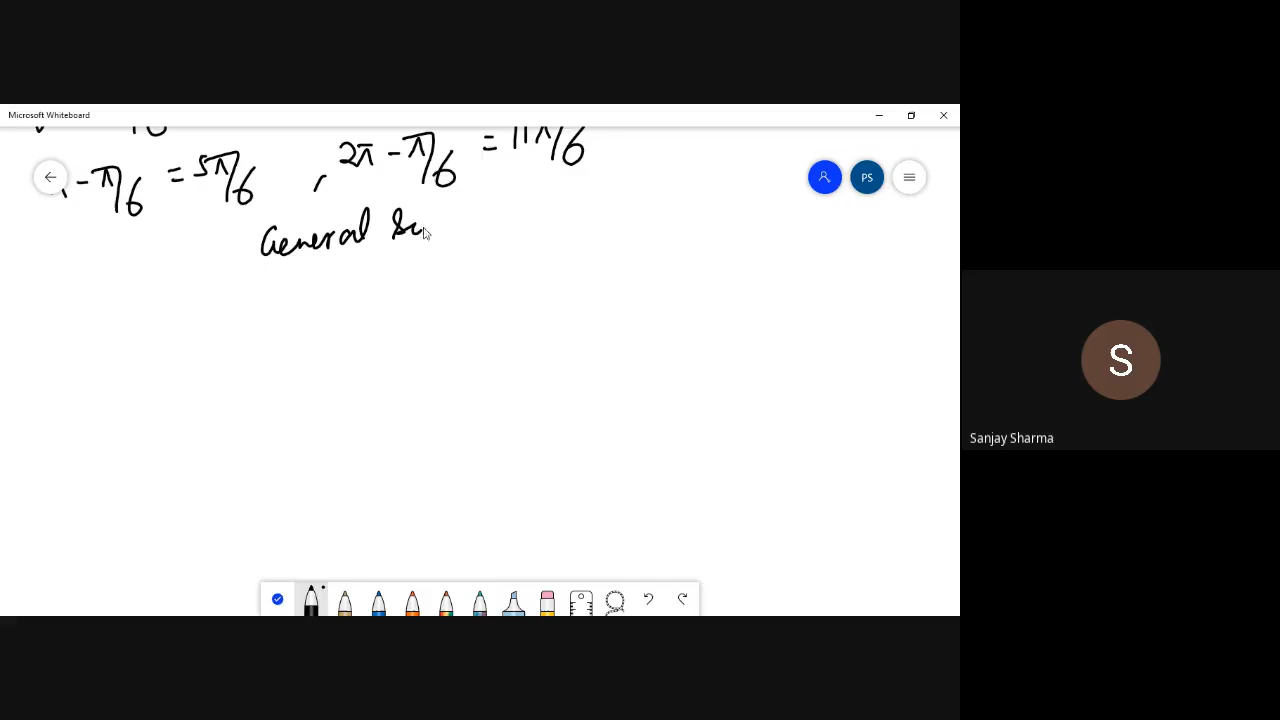 Microsoft Whiteboard
- π/6 = 5π/6 , 2π - π/6 = 11π/6
PS
General So
S
Sanjay Sharma